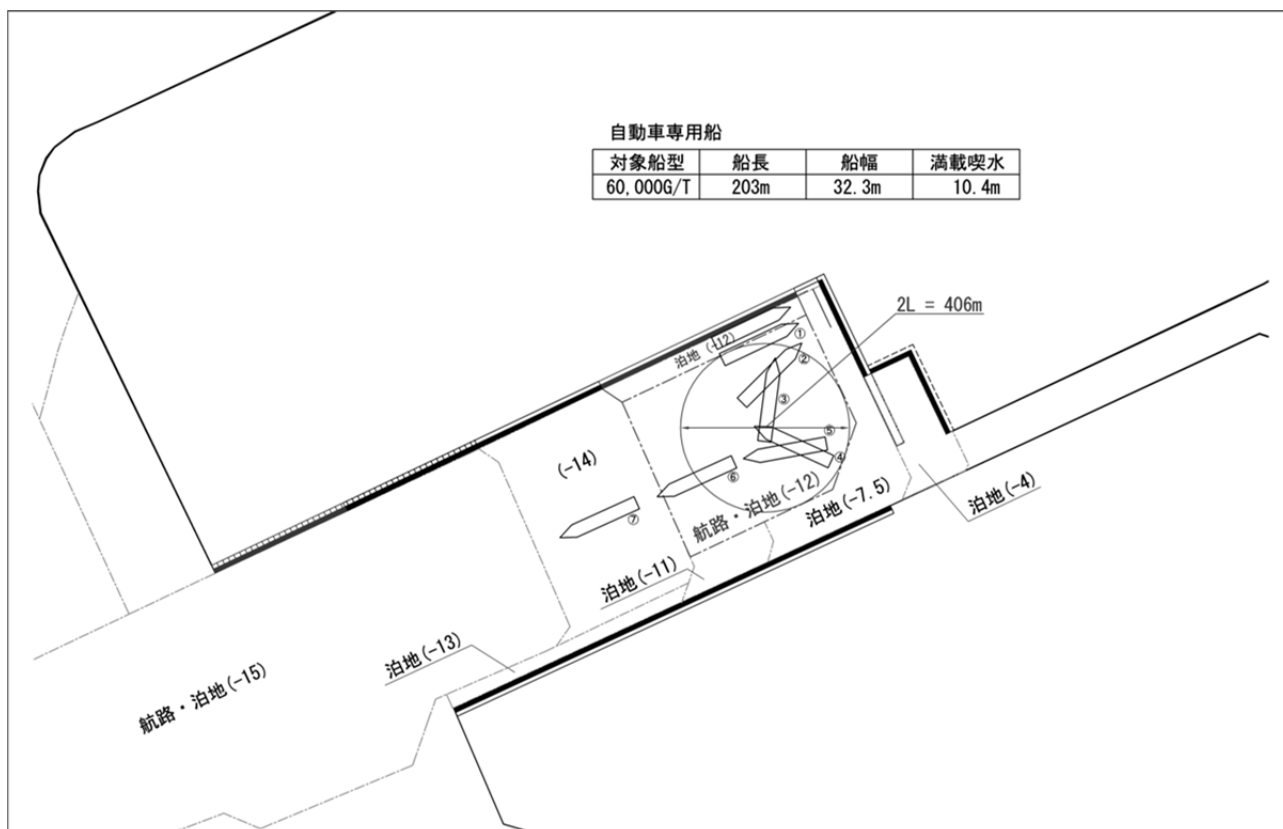 自動車専用船
対象船型 船長 船幅 満載喫水
60,000G/T 203m 32.3m 10.4m
2L = 406m
泊地(-12)
①
②
③
⑤
④
⑥
⑦
(-14)
航路・泊地(-12)
泊地(-7.5)
泊地(-4)
泊地(-11)
泊地(-13)
航路・泊地(-15)